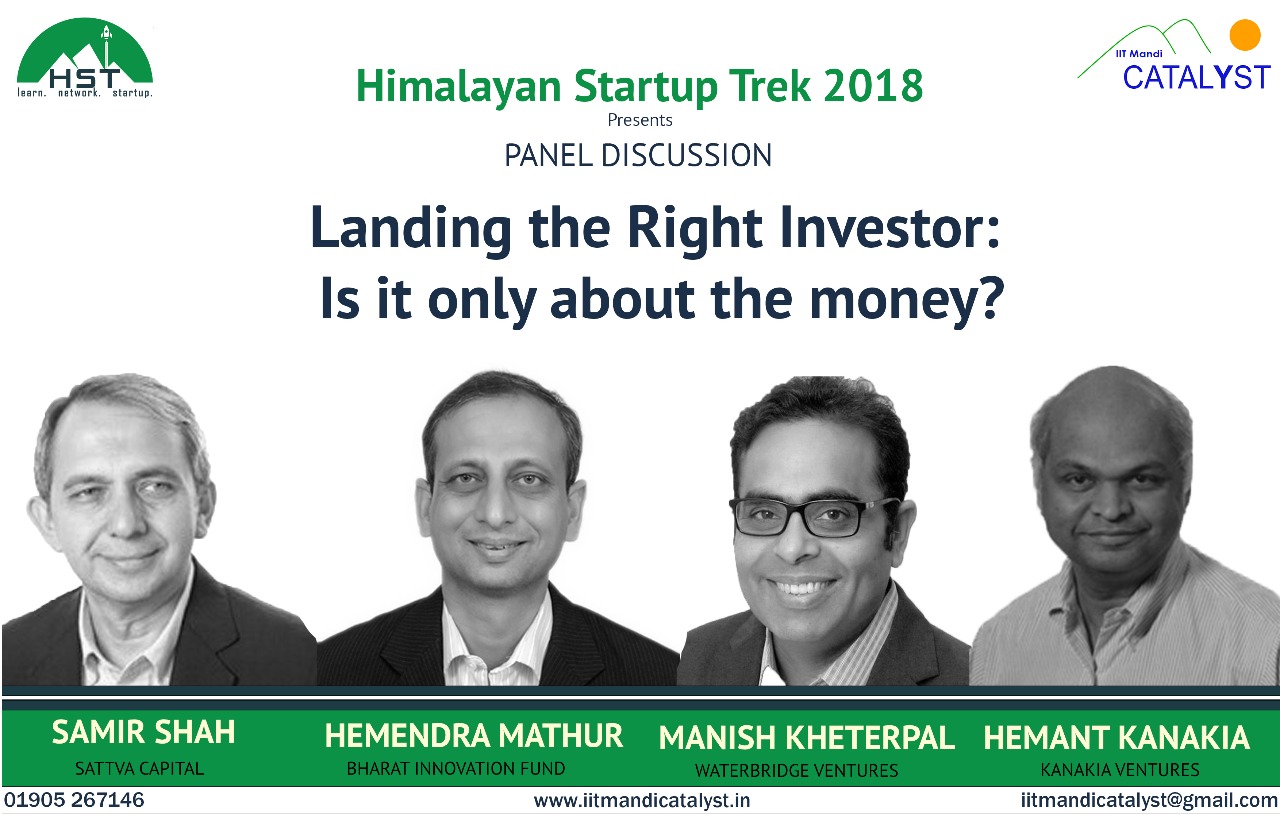 HST
learn. network. startup.
IIT Mandi
CATALYST
Himalayan Startup Trek 2018
Presents
PANEL DISCUSSION
Landing the Right Investor:
Is it only about the money?
SAMIR SHAH
SATTVA CAPITAL
HEMENDRA MATHUR
BHARAT INNOVATION FUND
MANISH KHETERPAL
WATERBRIDGE VENTURES
HEMANT KANAKIA
KANAKIA VENTURES
01905 267146
www.iitmandicatalyst.in
iitmandicatalyst@gmail.com